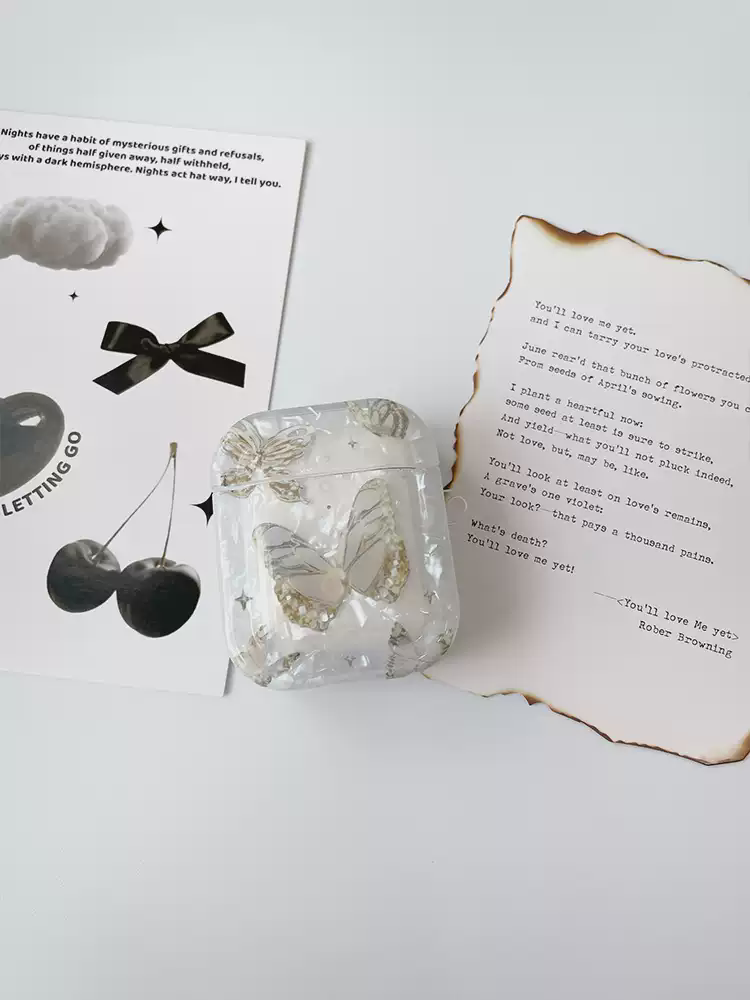 Nights have a habit of mysterious gifts and refusals,
of things half given away, half withheld,
ys with a dark hemisphere. Nights act hat way, I tell you.
LETTING GO
You'll love me yet.
and I can tarry your love's protracted
June rear'd that bunch of flowers you
From seeds of April's sowing.
I plant a heartful now:
some seed at least is sure to strike,
And yield—what you'll not pluck indeed,
Not love, but, may be, like.
You'll look at least on love's remains,
A grave's one violet:
Your look?—that pays a thousand pains.
What's death?
You'll love me yet!
——<You'll love Me yet>
Rober Browning